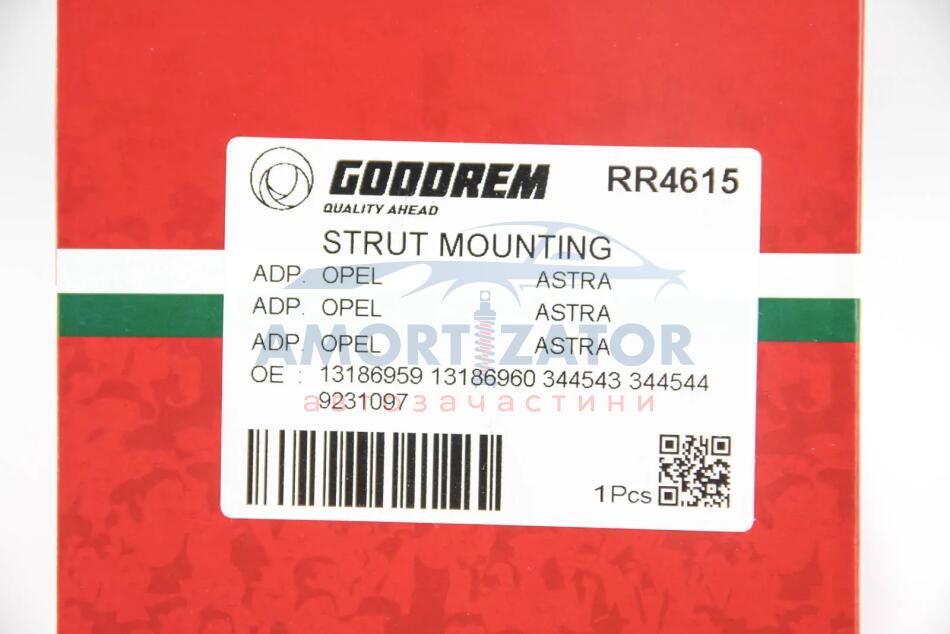 GOODREM
RR4615
QUALITY AHEAD
STRUT MOUNTING
ADP. OPEL ASTRA
ADP. OPEL ASTRA
ADP. OPEL ASTRA
AMORTIZATOR
OE : 13186959 13186960 344543 344544
9231097
автозачастини
1Pcs